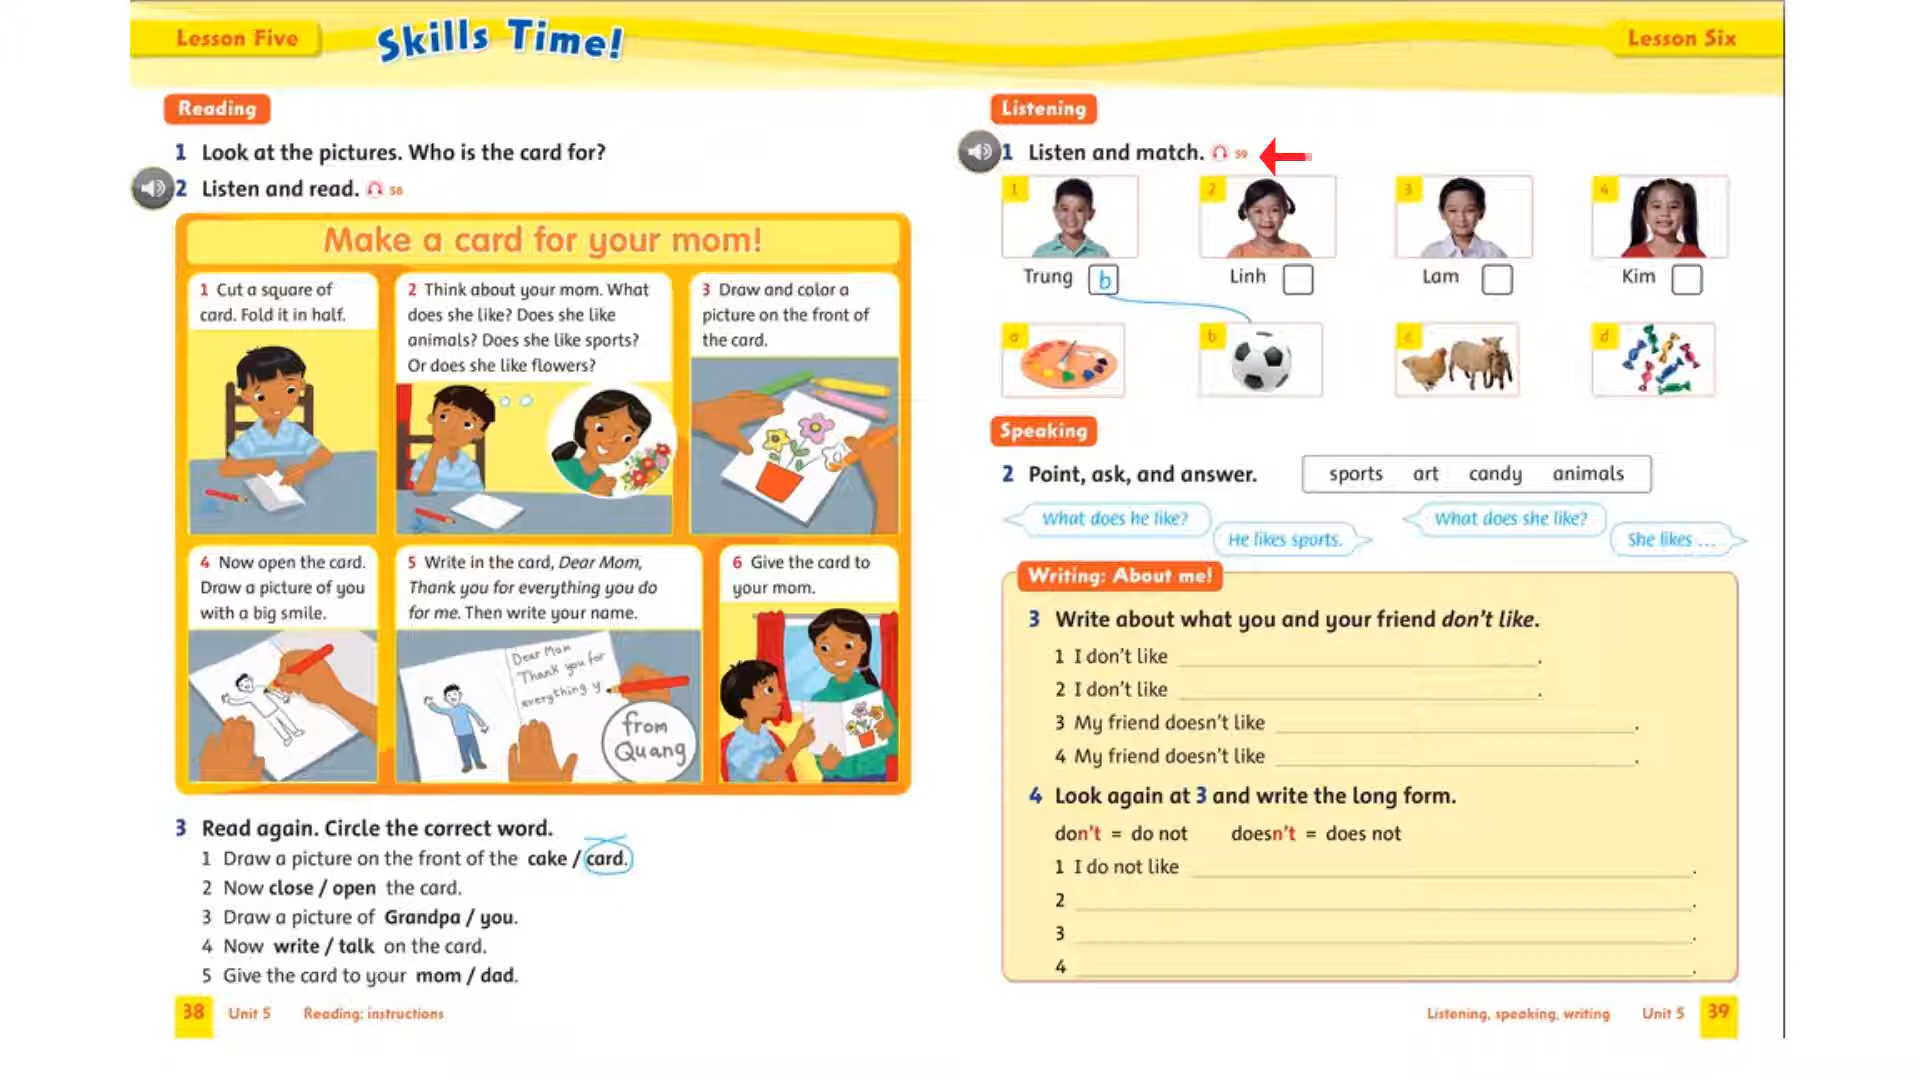 Lesson Five
Skills Time!
Lesson Six
Reading
1 Look at the pictures. Who is the card for?
2 Listen and read. 58
Make a card for your mom!
1 Cut a square of
card. Fold it in half.
2 Think about your mom. What
does she like? Does she like
animals? Does she like sports?
Or does she like flowers?
3 Draw and color a
picture on the front of
the card.
4 Now open the card.
Draw a picture of you
with a big smile.
5 Write in the card, Dear Mom,
Thank you for everything you do
for me. Then write your name.
Dear Mom
Thank you for
everything y
from
Quang
6 Give the card to
your mom.
3 Read again. Circle the correct word.
1 Draw a picture on the front of the cake / card.
2 Now close / open the card.
3 Draw a picture of Grandpa / you.
4 Now write / talk on the card.
5 Give the card to your mom / dad.
38 Unit 5 Reading: instructions
Listening
1 Listen and match. 59
1
2
3
4
Trung b
Linh
Lam
Kim
a
b
c
d
Speaking
2 Point, ask, and answer.
sports art candy animals
What does he like?
He likes sports.
What does she like?
She likes ...
Writing: About me!
3 Write about what you and your friend don't like.
1 I don't like .
2 I don't like .
3 My friend doesn't like .
4 My friend doesn't like .
4 Look again at 3 and write the long form.
don't = do not doesn't = does not
1 I do not like .
2 .
3 .
4 .
Listening, speaking, writing Unit 5 39